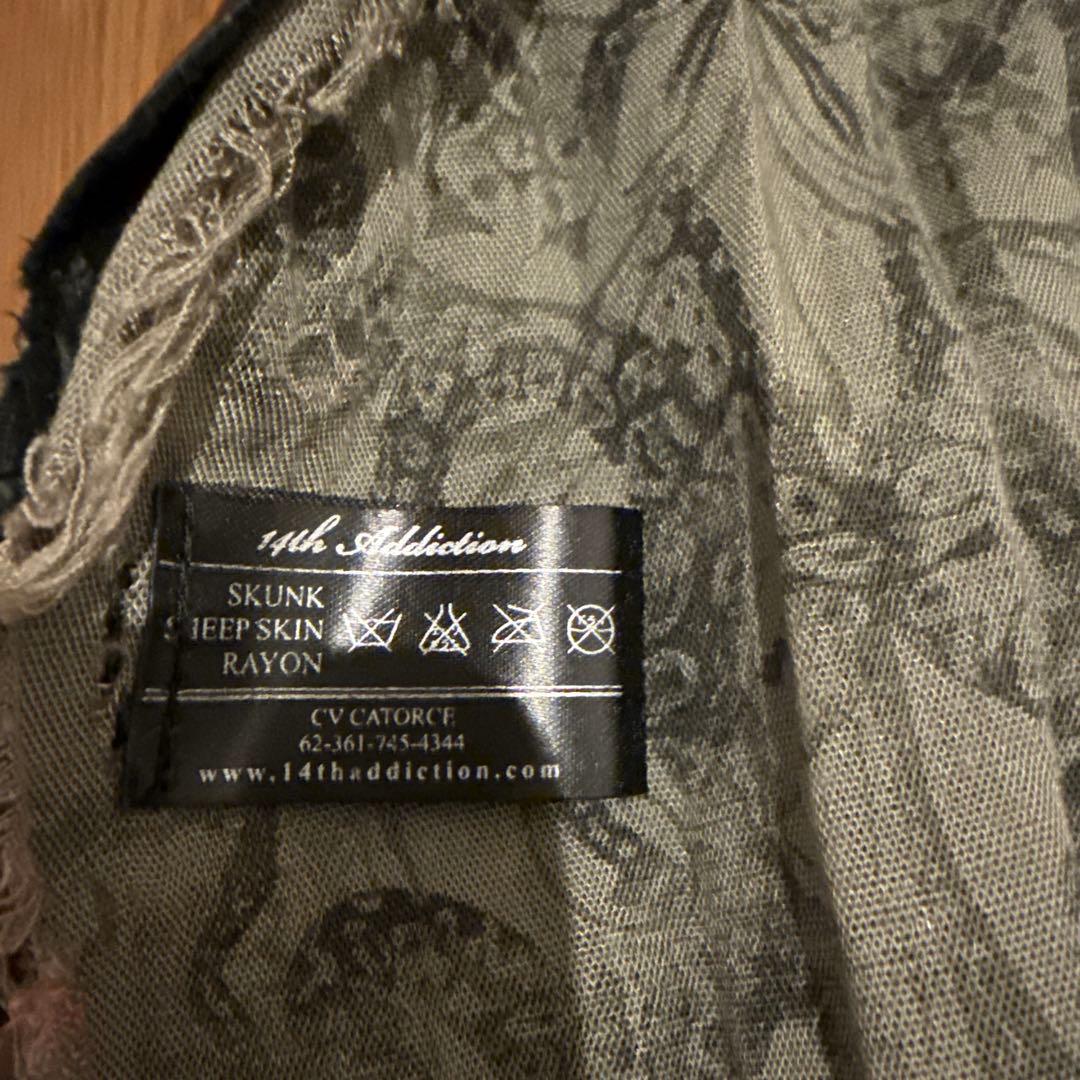 14th Addiction
SKUNK
SHEEP SKIN
RAYON
CV CATORCE
62-361-745-4344
www.14thaddiction.com